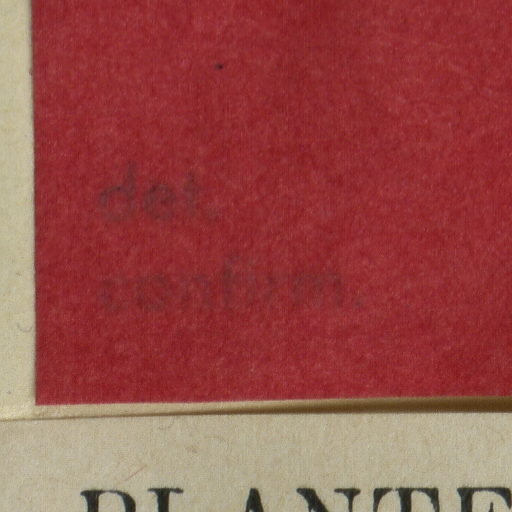 det.
confirm.
PLANTE